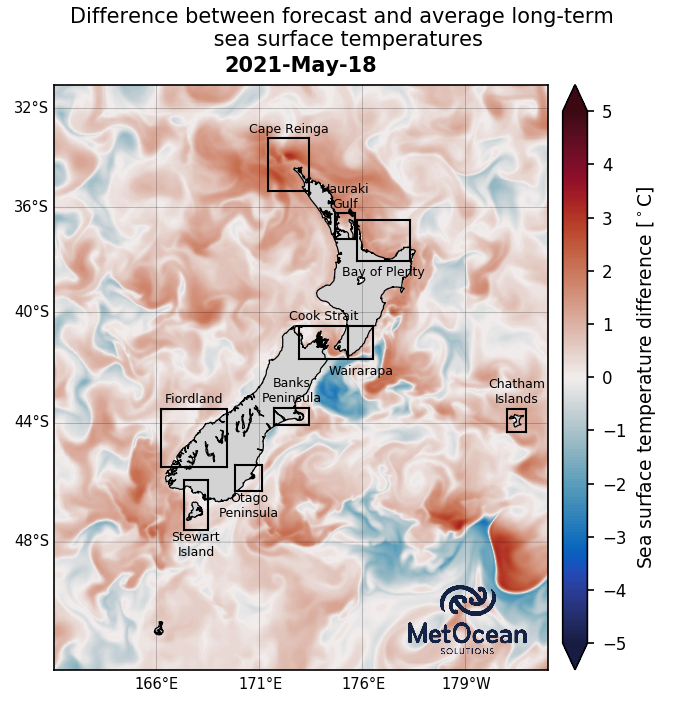 Difference between forecast and average long-term
sea surface temperatures
2021-May-18
32°S
36°S
40°S
44°S
48°S
Cape Reinga
Hauraki
Gulf
Bay of Plenty
Cook Strait
Wairarapa
Banks
Peninsula
Fiordland
Chatham
Islands
Otago
Peninsula
Stewart
Island
MetOcean
SOLUTIONS
166°E
171°E
176°E
179°W
5
4
3
2
1
0
−1
−2
−3
−4
−5
Sea surface temperature difference [°C]